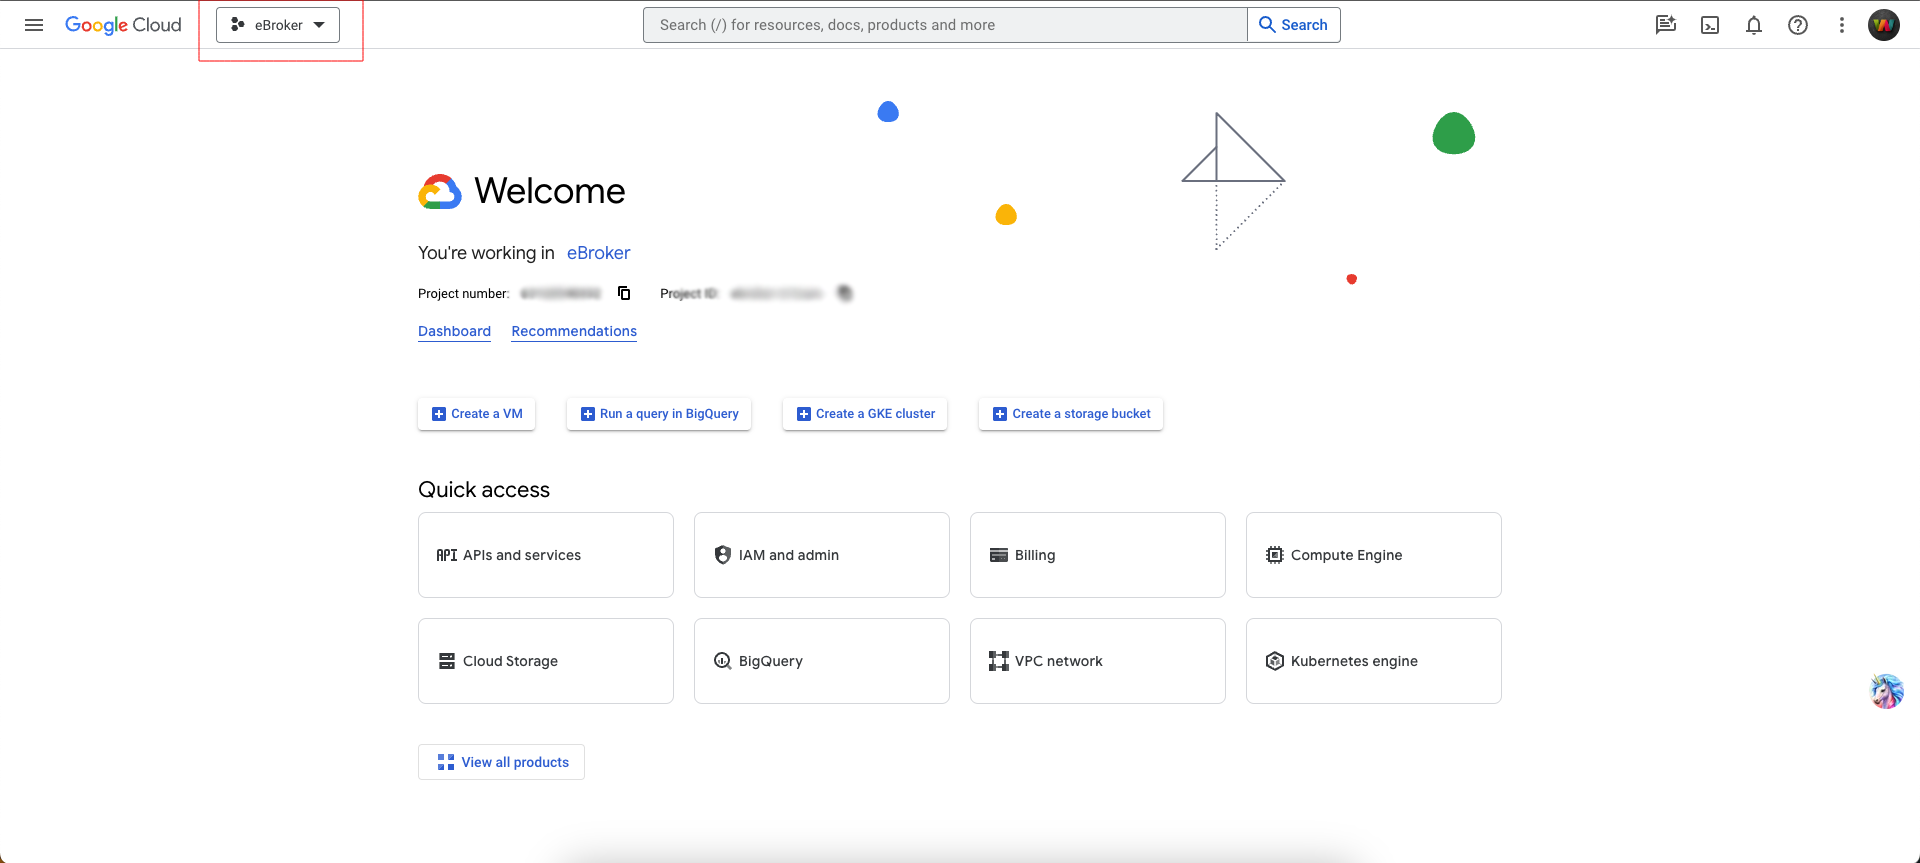 Google Cloud
eBroker
Search (/) for resources, docs, products and more
Search
Welcome
You're working in eBroker
Project number:
Project ID:
Dashboard
Recommendations
Create a VM
Run a query in BigQuery
Create a GKE cluster
Create a storage bucket
Quick access
API APIs and services
IAM and admin
Billing
Compute Engine
Cloud Storage
BigQuery
VPC network
Kubernetes engine
View all products